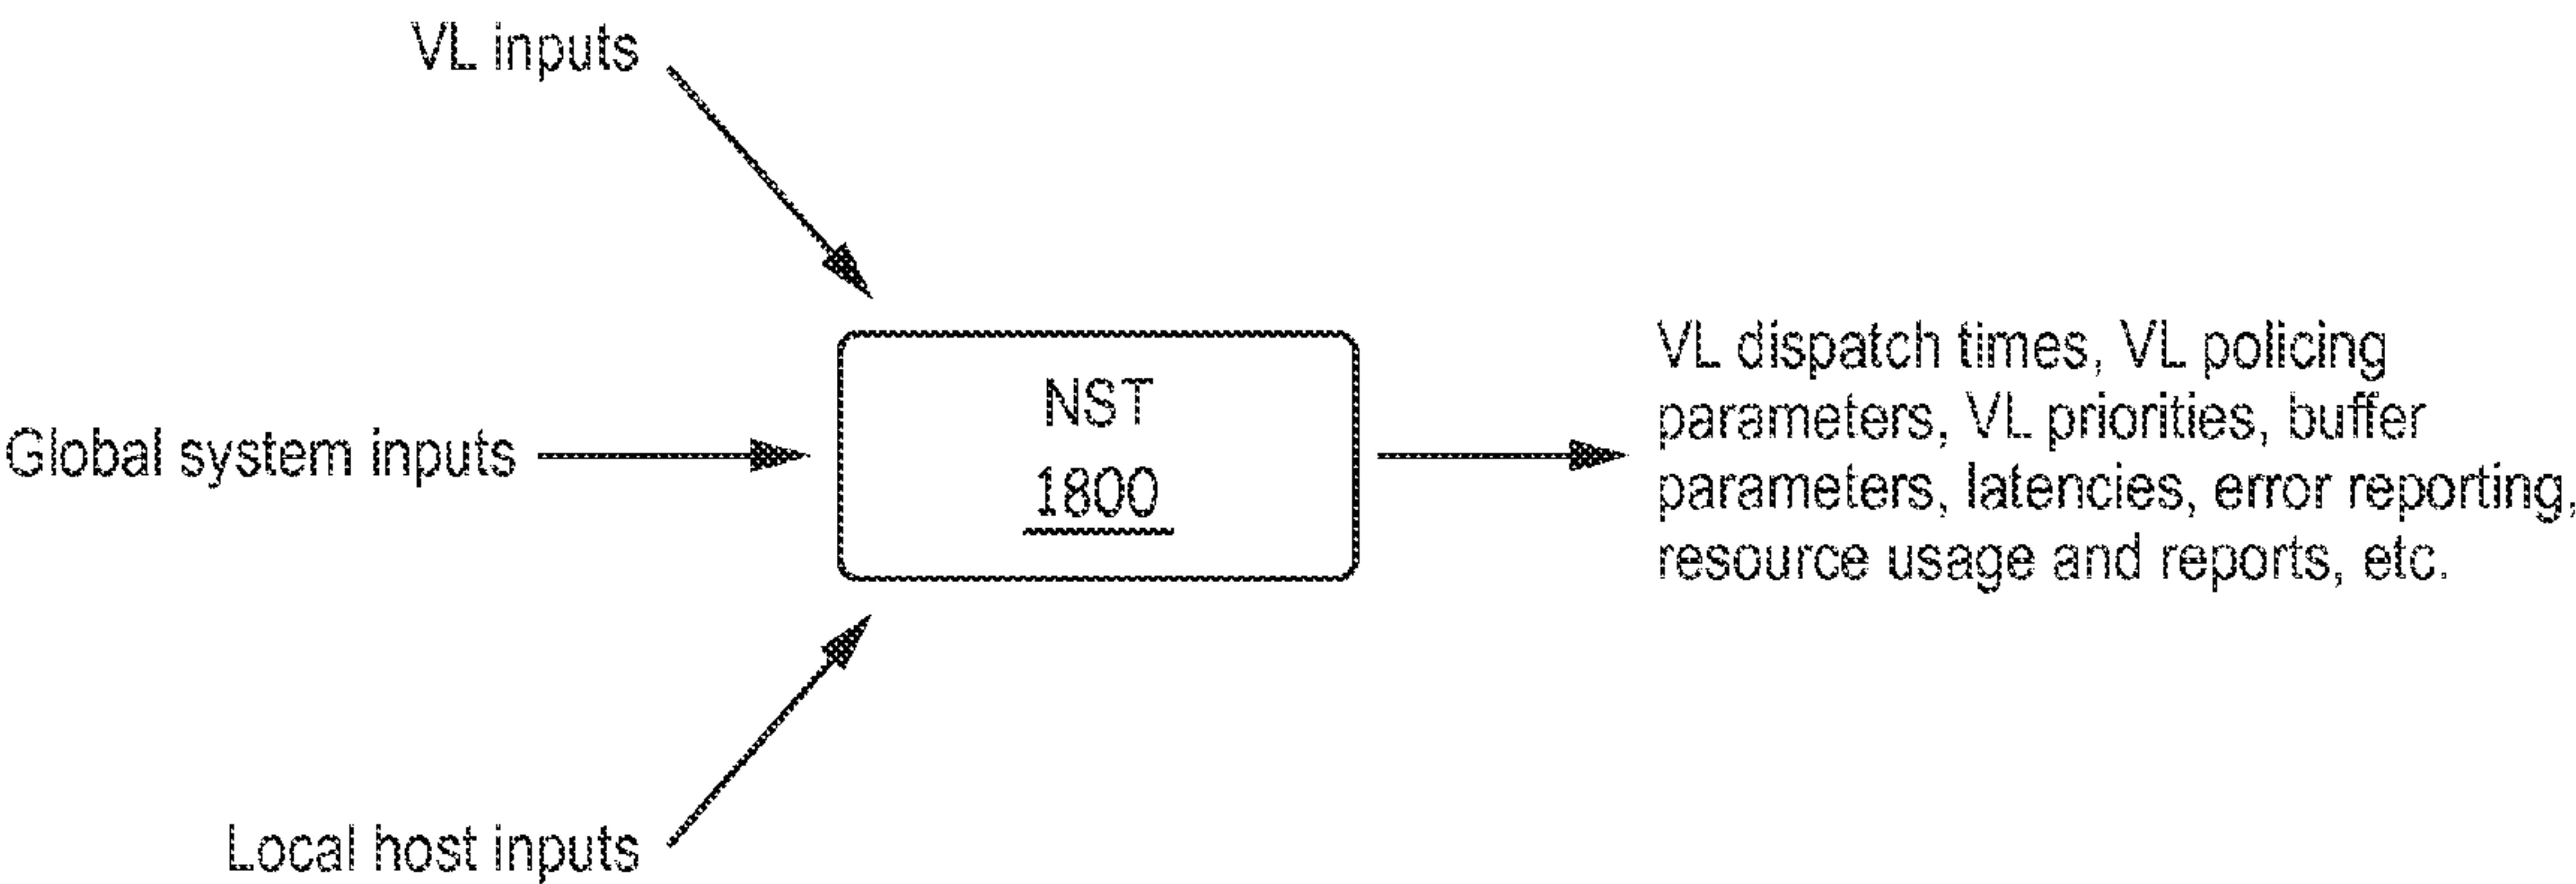 VL inputs
Global system inputs
NST
1800
VL dispatch times, VL policing
parameters, VL priorities, buffer
parameters, latencies, error reporting,
resource usage and reports, etc.
Local host inputs